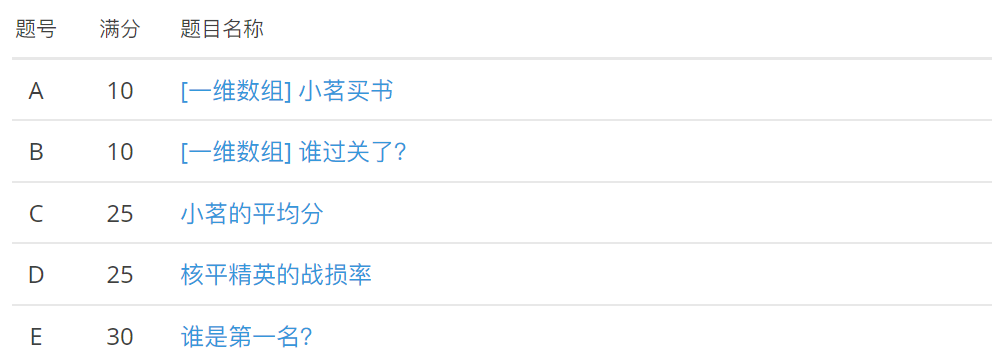 题号 满分 题目名称
A 10 [一维数组] 小茗买书
B 10 [一维数组] 谁过关了?
C 25 小茗的平均分
D 25 核平精英的战损率
E 30 谁是第一名?